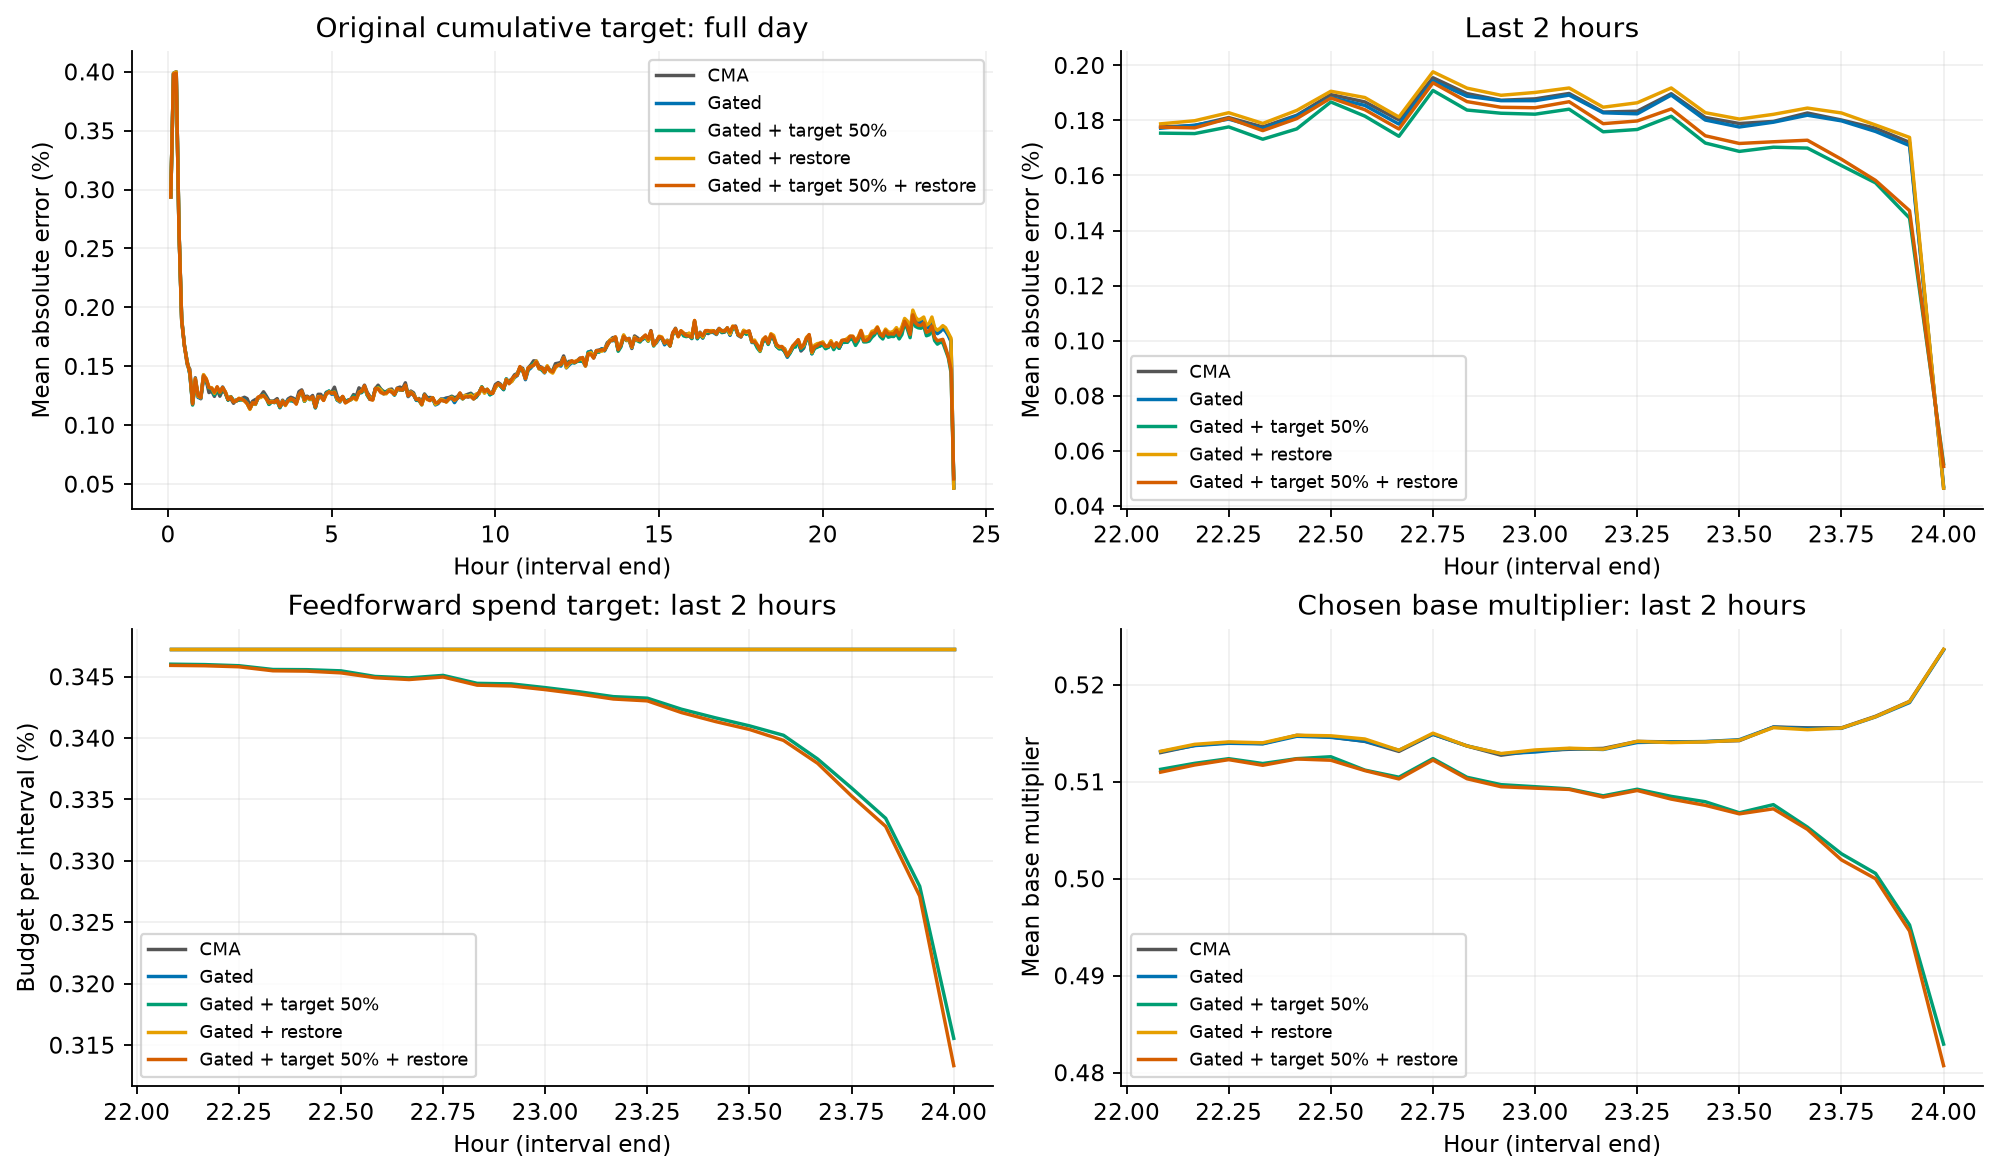 Original cumulative target: full day
Mean absolute error (%)
0.40
0.35
0.30
0.25
0.20
0.15
0.10
0.05
CMA
Gated
Gated + target 50%
Gated + restore
Gated + target 50% + restore
0 5 10 15 20 25
Hour (interval end)
Last 2 hours
Mean absolute error (%)
0.20
0.18
0.16
0.14
0.12
0.10
0.08
0.06
0.04
CMA
Gated
Gated + target 50%
Gated + restore
Gated + target 50% + restore
22.00 22.25 22.50 22.75 23.00 23.25 23.50 23.75 24.00
Hour (interval end)
Feedforward spend target: last 2 hours
Budget per interval (%)
0.345
0.340
0.335
0.330
0.325
0.320
0.315
CMA
Gated
Gated + target 50%
Gated + restore
Gated + target 50% + restore
22.00 22.25 22.50 22.75 23.00 23.25 23.50 23.75 24.00
Hour (interval end)
Chosen base multiplier: last 2 hours
Mean base multiplier
0.52
0.51
0.50
0.49
0.48
CMA
Gated
Gated + target 50%
Gated + restore
Gated + target 50% + restore
22.00 22.25 22.50 22.75 23.00 23.25 23.50 23.75 24.00
Hour (interval end)